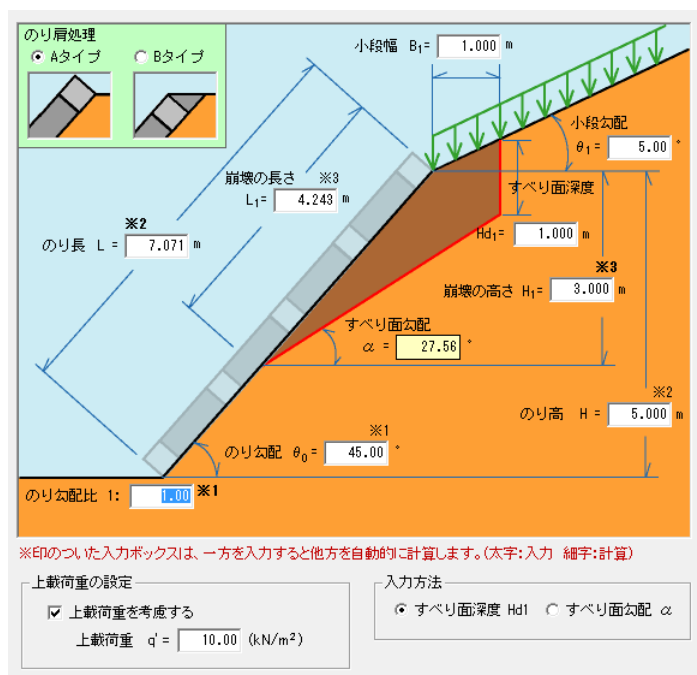 のり肩処理
Aタイプ Bタイプ
小段幅 B1= 1.000 m
小段勾配
θ1= 5.00 °
崩壊の長さ ※3
L1= 4.243 m
すべり面深度
※2
のり長 L = 7.071 m
Hd1= 1.000 m
※3
崩壊の高さ H1= 3.000 m
すべり面勾配
α = 27.56 °
※2
のり高 H = 5.000 m
※1
のり勾配 θ0= 45.00 °
のり勾配比 1: 1.00 ※1
※印のついた入力ボックスは、一方を入力すると他方を自動的に計算します。(太字:入力 細字:計算)
上載荷重の設定
上載荷重を考慮する
上載荷重 q'= 10.00 (kN/m²)
入力方法
すべり面深度 Hd1 すべり面勾配 α